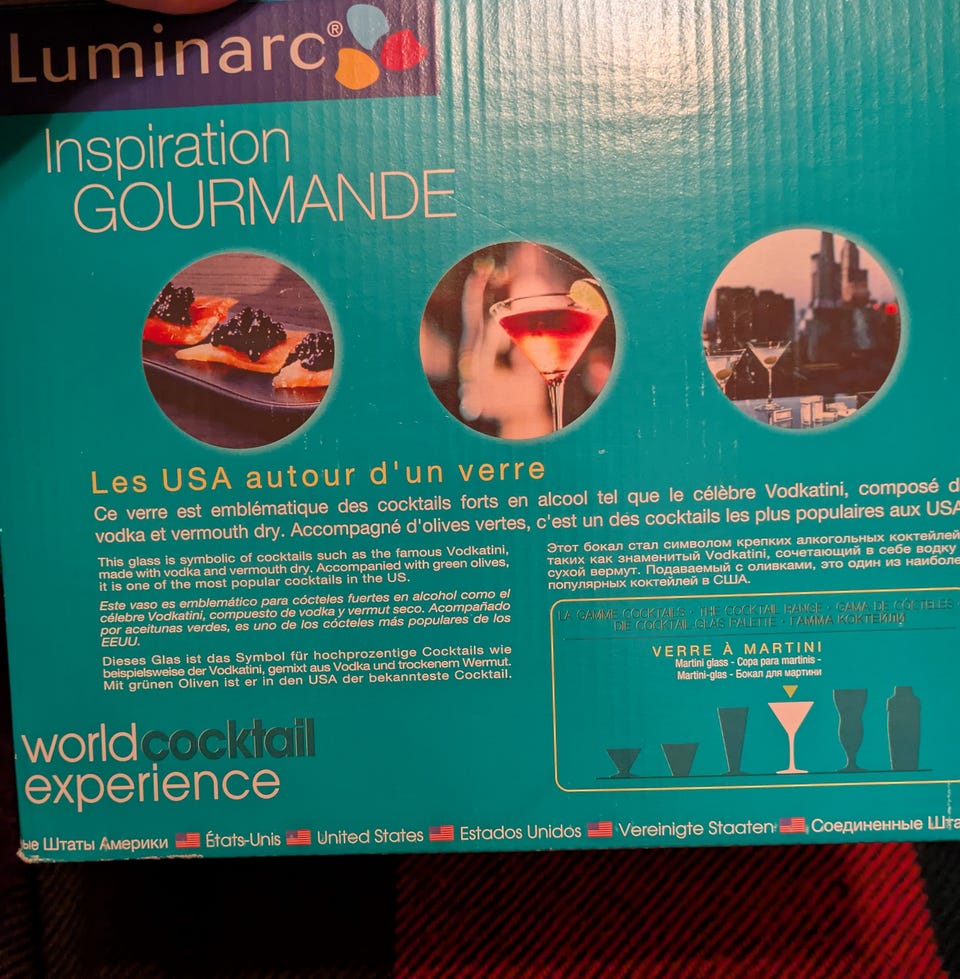 Luminarc®
Inspiration
GOURMANDE
Les USA autour d'un verre
Ce verre est emblématique des cocktails forts en alcool tel que le célèbre Vodkatini, composé d
vodka et vermouth dry. Accompagné d'olives vertes, c'est un des cocktails les plus populaires aux USA
This glass is symbolic of cocktails such as the famous Vodkatini,
made with vodka and vermouth dry. Accompanied with green olives,
it is one of the most popular cocktails in the US.
Este vaso es emblemático para cócteles fuertes en alcohol como el
célebre Vodkatini, compuesto de vodka y vermut seco. Acompañado
por aceitunas verdes, es uno de los cócteles más populares de los
EEUU.
Dieses Glas ist das Symbol für hochprozentige Cocktails wie
beispielsweise der Vodkatini, gemixt aus Vodka und trockenem Wermut.
Mit grünen Oliven ist er in den USA der bekannteste Cocktail.
Этот бокал стал символом крепких алкогольных коктейлей
таких как знаменитый Vodkatini, сочетающий в себе водку
сухой вермут. Подаваемый с оливками, это один из наиболе
популярных коктейлей в США.
LA GAMME COCKTAILS · THE COCKTAIL RANGE · GAMA DE CÓCTELES ·
DIE COCKTAIL GLAS PALETTE · ГАММА КОКТЕЙЛИ
VERRE À MARTINI
Martini glass - Copa para martinis -
Martini-glas - Бокал для мартини
worldcocktail
experience
ые Штаты Америки États-Unis United States Estados Unidos Vereinigte Staaten Соединенные Шта